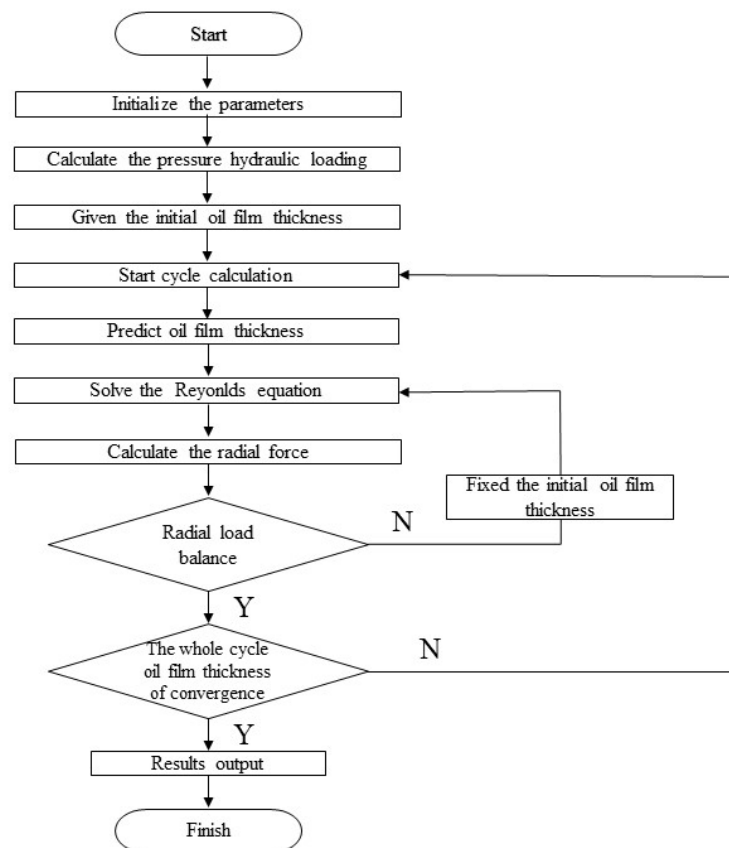 Start
Initialize the parameters
Calculate the pressure hydraulic loading
Given the initial oil film thickness
Start cycle calculation
Predict oil film thickness
Solve the Reyonlds equation
Calculate the radial force
Fixed the initial oil film
thickness
Radial load
balance
N
Y
The whole cycle
oil film thickness
of convergence
N
Y
Results output
Finish